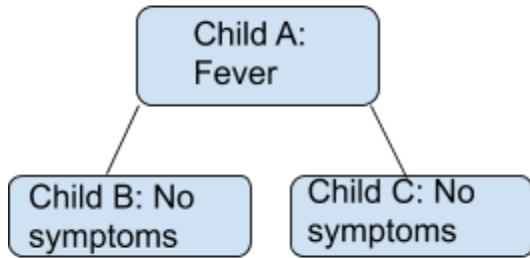 Child A:
Fever
Child B: No
symptoms
Child C: No
symptoms